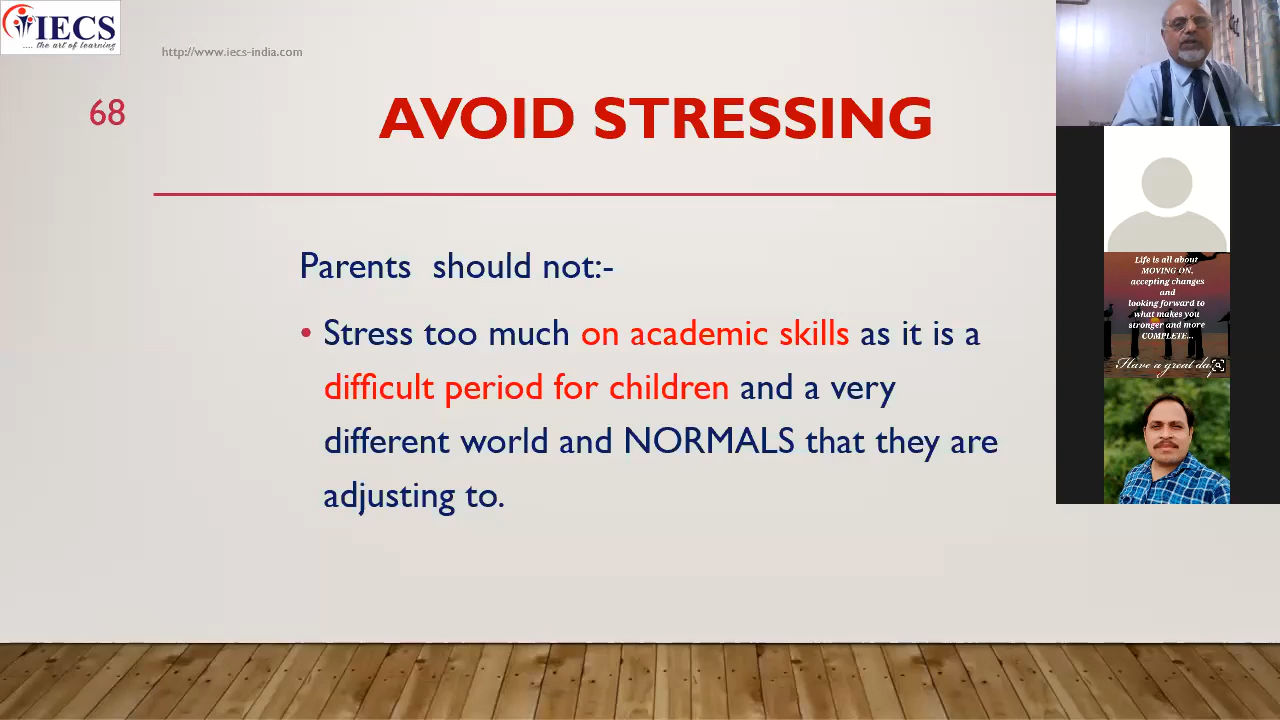 IECS
.... the art of learning
http://www.iecs-india.com
68
AVOID STRESSING
Parents should not:-
• Stress too much on academic skills as it is a
difficult period for children and a very
different world and NORMALS that they are
adjusting to.
Life is all about
MOVING ON,
accepting changes
and
looking forward to
what makes you
stronger and more
COMPLETE...
Have a great day